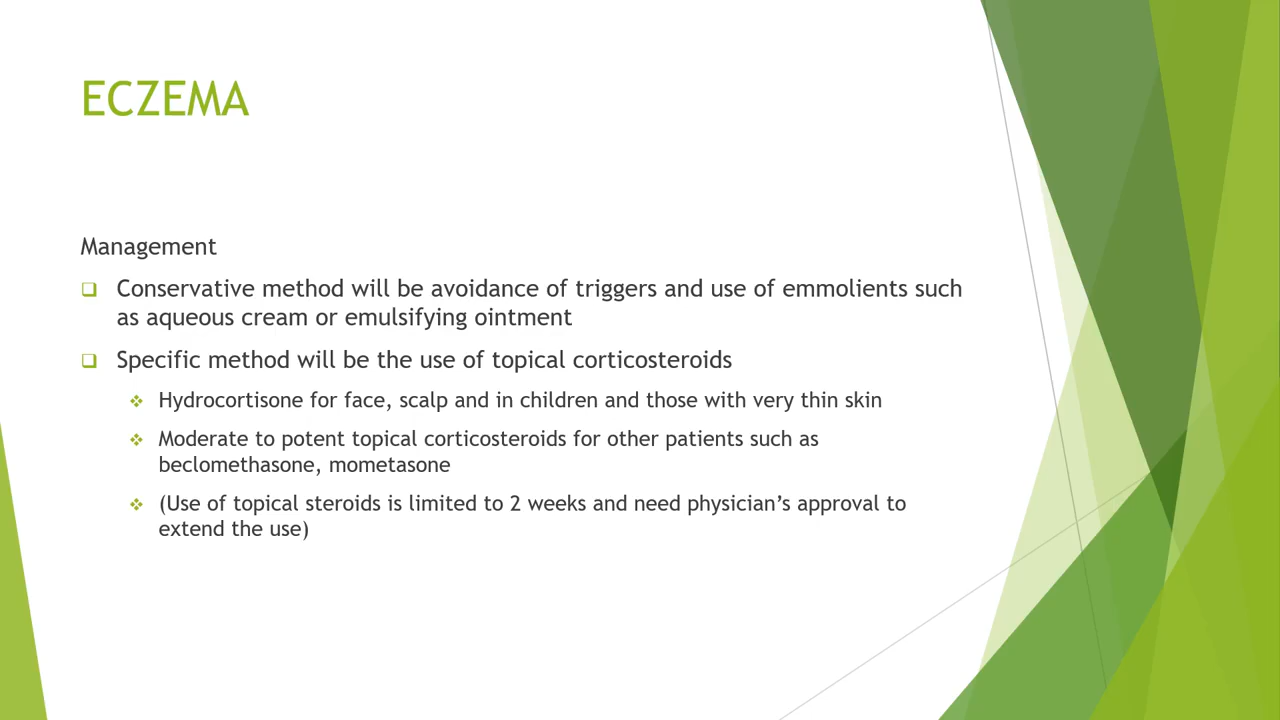 ECZEMA
Management
Conservative method will be avoidance of triggers and use of emmolients such
as aqueous cream or emulsifying ointment
Specific method will be the use of topical corticosteroids
Hydrocortisone for face, scalp and in children and those with very thin skin
Moderate to potent topical corticosteroids for other patients such as
beclomethasone, mometasone
(Use of topical steroids is limited to 2 weeks and need physician’s approval to
extend the use)